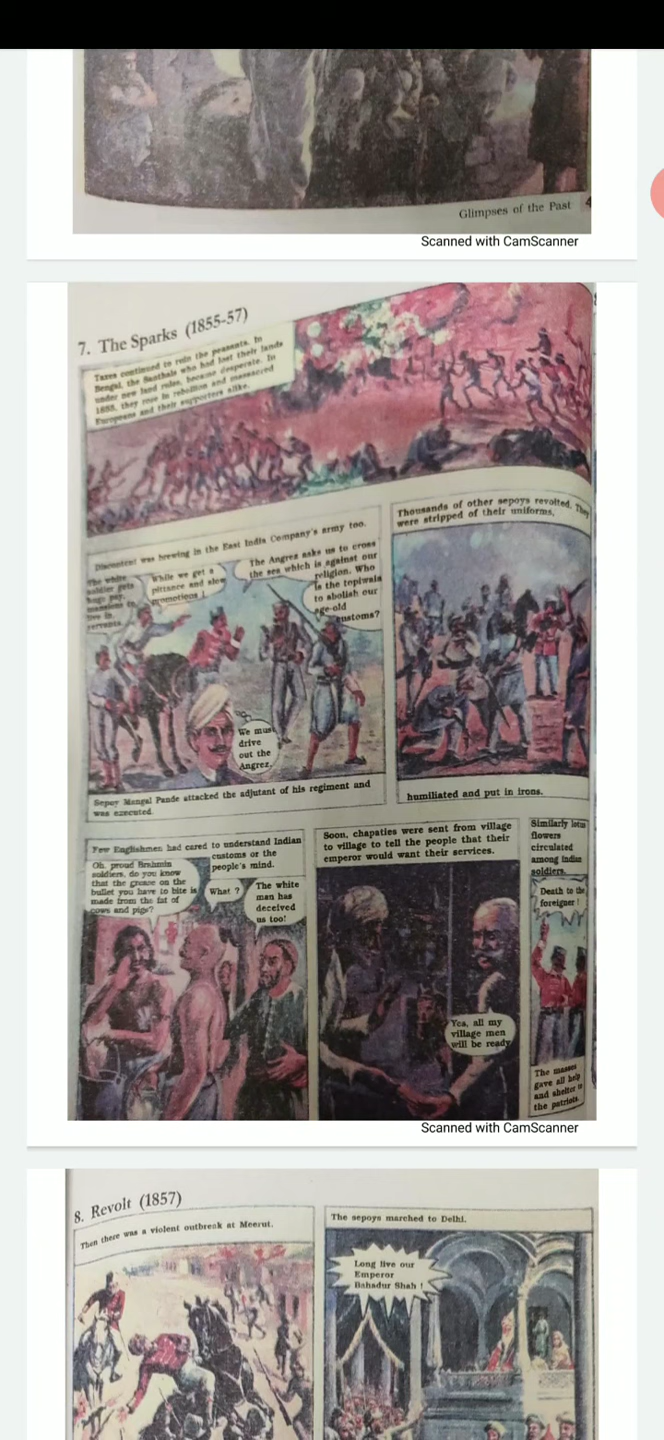 Glimpses of the Past
Scanned with CamScanner
7. The Sparks (1855-57)
Taxes continued to ruin the peasants. In
Bengal, the Santhals who had lost their lands
under new land rules, became desperate. In
1855, they rose in rebellion and massacred
Europeans and their supporters alike.
Discontent was brewing in the East India Company's army too.
The white
soldier gets
huge pay,
mansions to
live in,
servants.
While we get a
pittance and slow
promotions !
The Angrez asks us to cross
the sea which is against our
religion. Who
is the topiwala
to abolish our
age-old
customs?
We must
drive
out the
Angrez.
Sepoy Mangal Pande attacked the adjutant of his regiment and
was executed.
Thousands of other sepoys revolted. They
were stripped of their uniforms,
humiliated and put in irons.
Few Englishmen had cared to understand Indian
customs or the
people's mind.
Oh, proud Brahmin
soldiers, do you know
that the grease on the
bullet you have to bite is
made from the fat of
cows and pigs?
What ?
The white
man has
deceived
us too!
Soon, chapaties were sent from village
to village to tell the people that their
emperor would want their services.
Yes, all my
village men
will be ready
Similarly lotus
flowers
circulated
among Indian
soldiers.
Death to the
foreigner !
The masses
gave all help
and shelter to
the patriots.
Scanned with CamScanner
8. Revolt (1857)
Then there was a violent outbreak at Meerut.
The sepoys marched to Delhi.
Long live our
Emperor
Bahadur Shah !